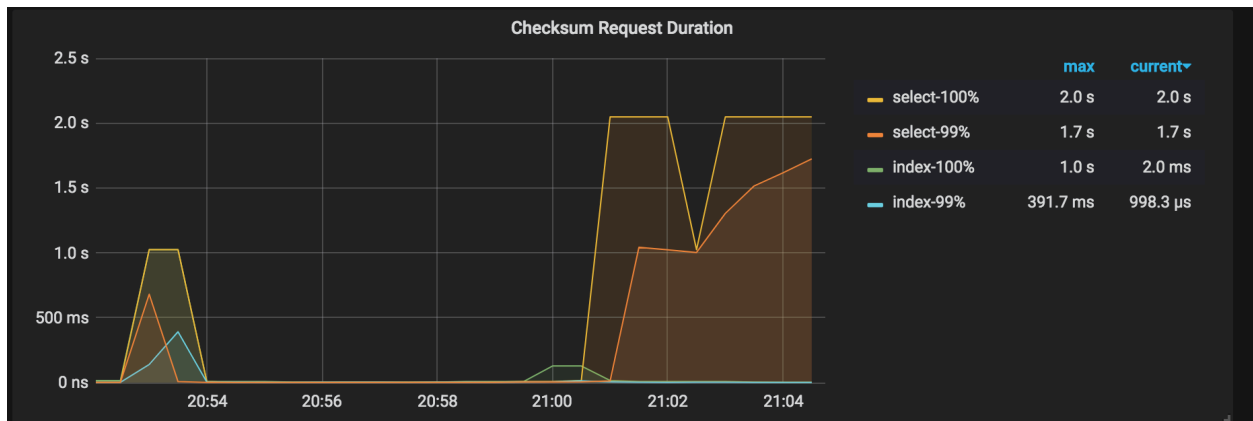 Checksum Request Duration
2.5 s
2.0 s
1.5 s
1.0 s
500 ms
0 ns
20:54 20:56 20:58 21:00 21:02 21:04
max current
select-100% 2.0 s 2.0 s
select-99% 1.7 s 1.7 s
index-100% 1.0 s 2.0 ms
index-99% 391.7 ms 998.3 µs